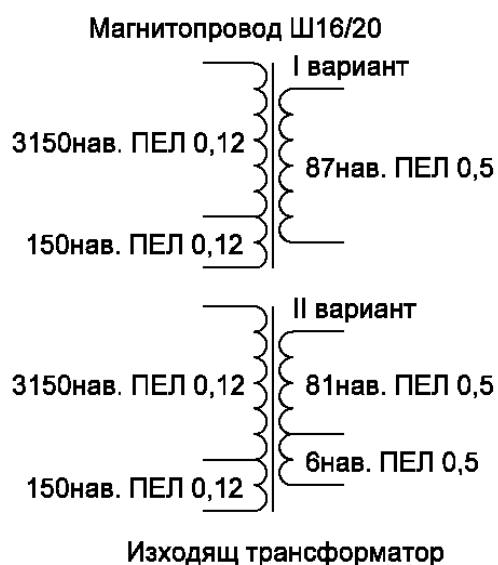 Магнитопровод Ш16/20
I вариант
3150нав. ПЕЛ 0,12
87нав. ПЕЛ 0,5
150нав. ПЕЛ 0,12
II вариант
3150нав. ПЕЛ 0,12
81нав. ПЕЛ 0,5
6нав. ПЕЛ 0,5
150нав. ПЕЛ 0,12
Изходящ трансформатор